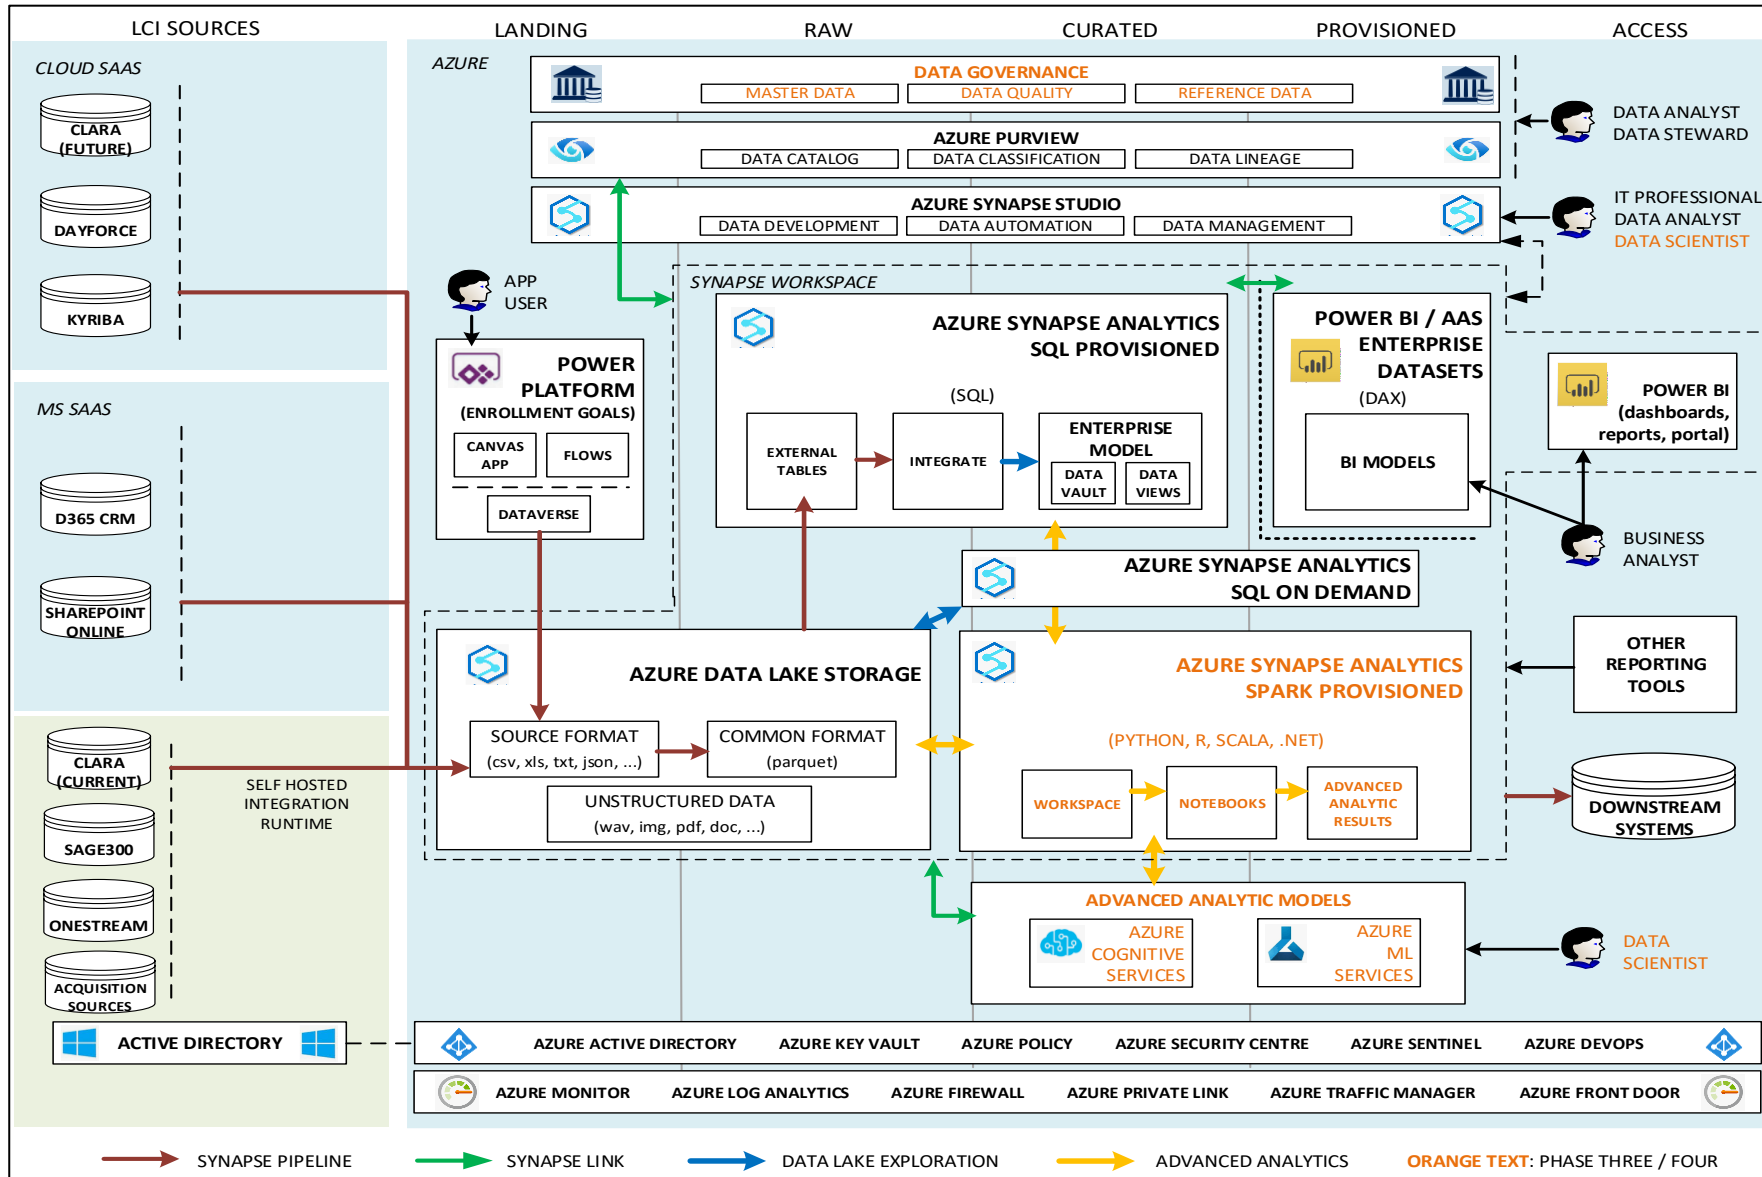 LCI SOURCES
LANDING
RAW
CURATED
PROVISIONED
ACCESS
CLOUD SAAS
CLARA
(FUTURE)
DAYFORCE
KYRIBA
MS SAAS
D365 CRM
SHAREPOINT
ONLINE
CLARA
(CURRENT)
SELF HOSTED
INTEGRATION
RUNTIME
SAGE300
ONESTREAM
ACQUISITION
SOURCES
ACTIVE DIRECTORY
AZURE
DATA GOVERNANCE
MASTER DATA
DATA QUALITY
REFERENCE DATA
AZURE PURVIEW
DATA CATALOG
DATA CLASSIFICATION
DATA LINEAGE
AZURE SYNAPSE STUDIO
DATA DEVELOPMENT
DATA AUTOMATION
DATA MANAGEMENT
DATA ANALYST
DATA STEWARD
IT PROFESSIONAL
DATA ANALYST
DATA SCIENTIST
APP
USER
SYNAPSE WORKSPACE
POWER
PLATFORM
(ENROLLMENT GOALS)
CANVAS
APP
FLOWS
DATAVERSE
AZURE SYNAPSE ANALYTICS
SQL PROVISIONED
(SQL)
EXTERNAL
TABLES
INTEGRATE
ENTERPRISE
MODEL
DATA
VAULT
DATA
VIEWS
POWER BI / AAS
ENTERPRISE
DATASETS
(DAX)
BI MODELS
POWER BI
(dashboards,
reports, portal)
BUSINESS
ANALYST
AZURE SYNAPSE ANALYTICS
SQL ON DEMAND
AZURE DATA LAKE STORAGE
SOURCE FORMAT
(csv, xls, txt, json, ...)
COMMON FORMAT
(parquet)
UNSTRUCTURED DATA
(wav, img, pdf, doc, ...)
AZURE SYNAPSE ANALYTICS
SPARK PROVISIONED
(PYTHON, R, SCALA, .NET)
WORKSPACE
NOTEBOOKS
ADVANCED
ANALYTIC
RESULTS
OTHER
REPORTING
TOOLS
DOWNSTREAM
SYSTEMS
ADVANCED ANALYTIC MODELS
AZURE
COGNITIVE
SERVICES
AZURE
ML
SERVICES
DATA
SCIENTIST
AZURE ACTIVE DIRECTORY
AZURE KEY VAULT
AZURE POLICY
AZURE SECURITY CENTRE
AZURE SENTINEL
AZURE DEVOPS
AZURE MONITOR
AZURE LOG ANALYTICS
AZURE FIREWALL
AZURE PRIVATE LINK
AZURE TRAFFIC MANAGER
AZURE FRONT DOOR
SYNAPSE PIPELINE
SYNAPSE LINK
DATA LAKE EXPLORATION
ADVANCED ANALYTICS
ORANGE TEXT: PHASE THREE / FOUR